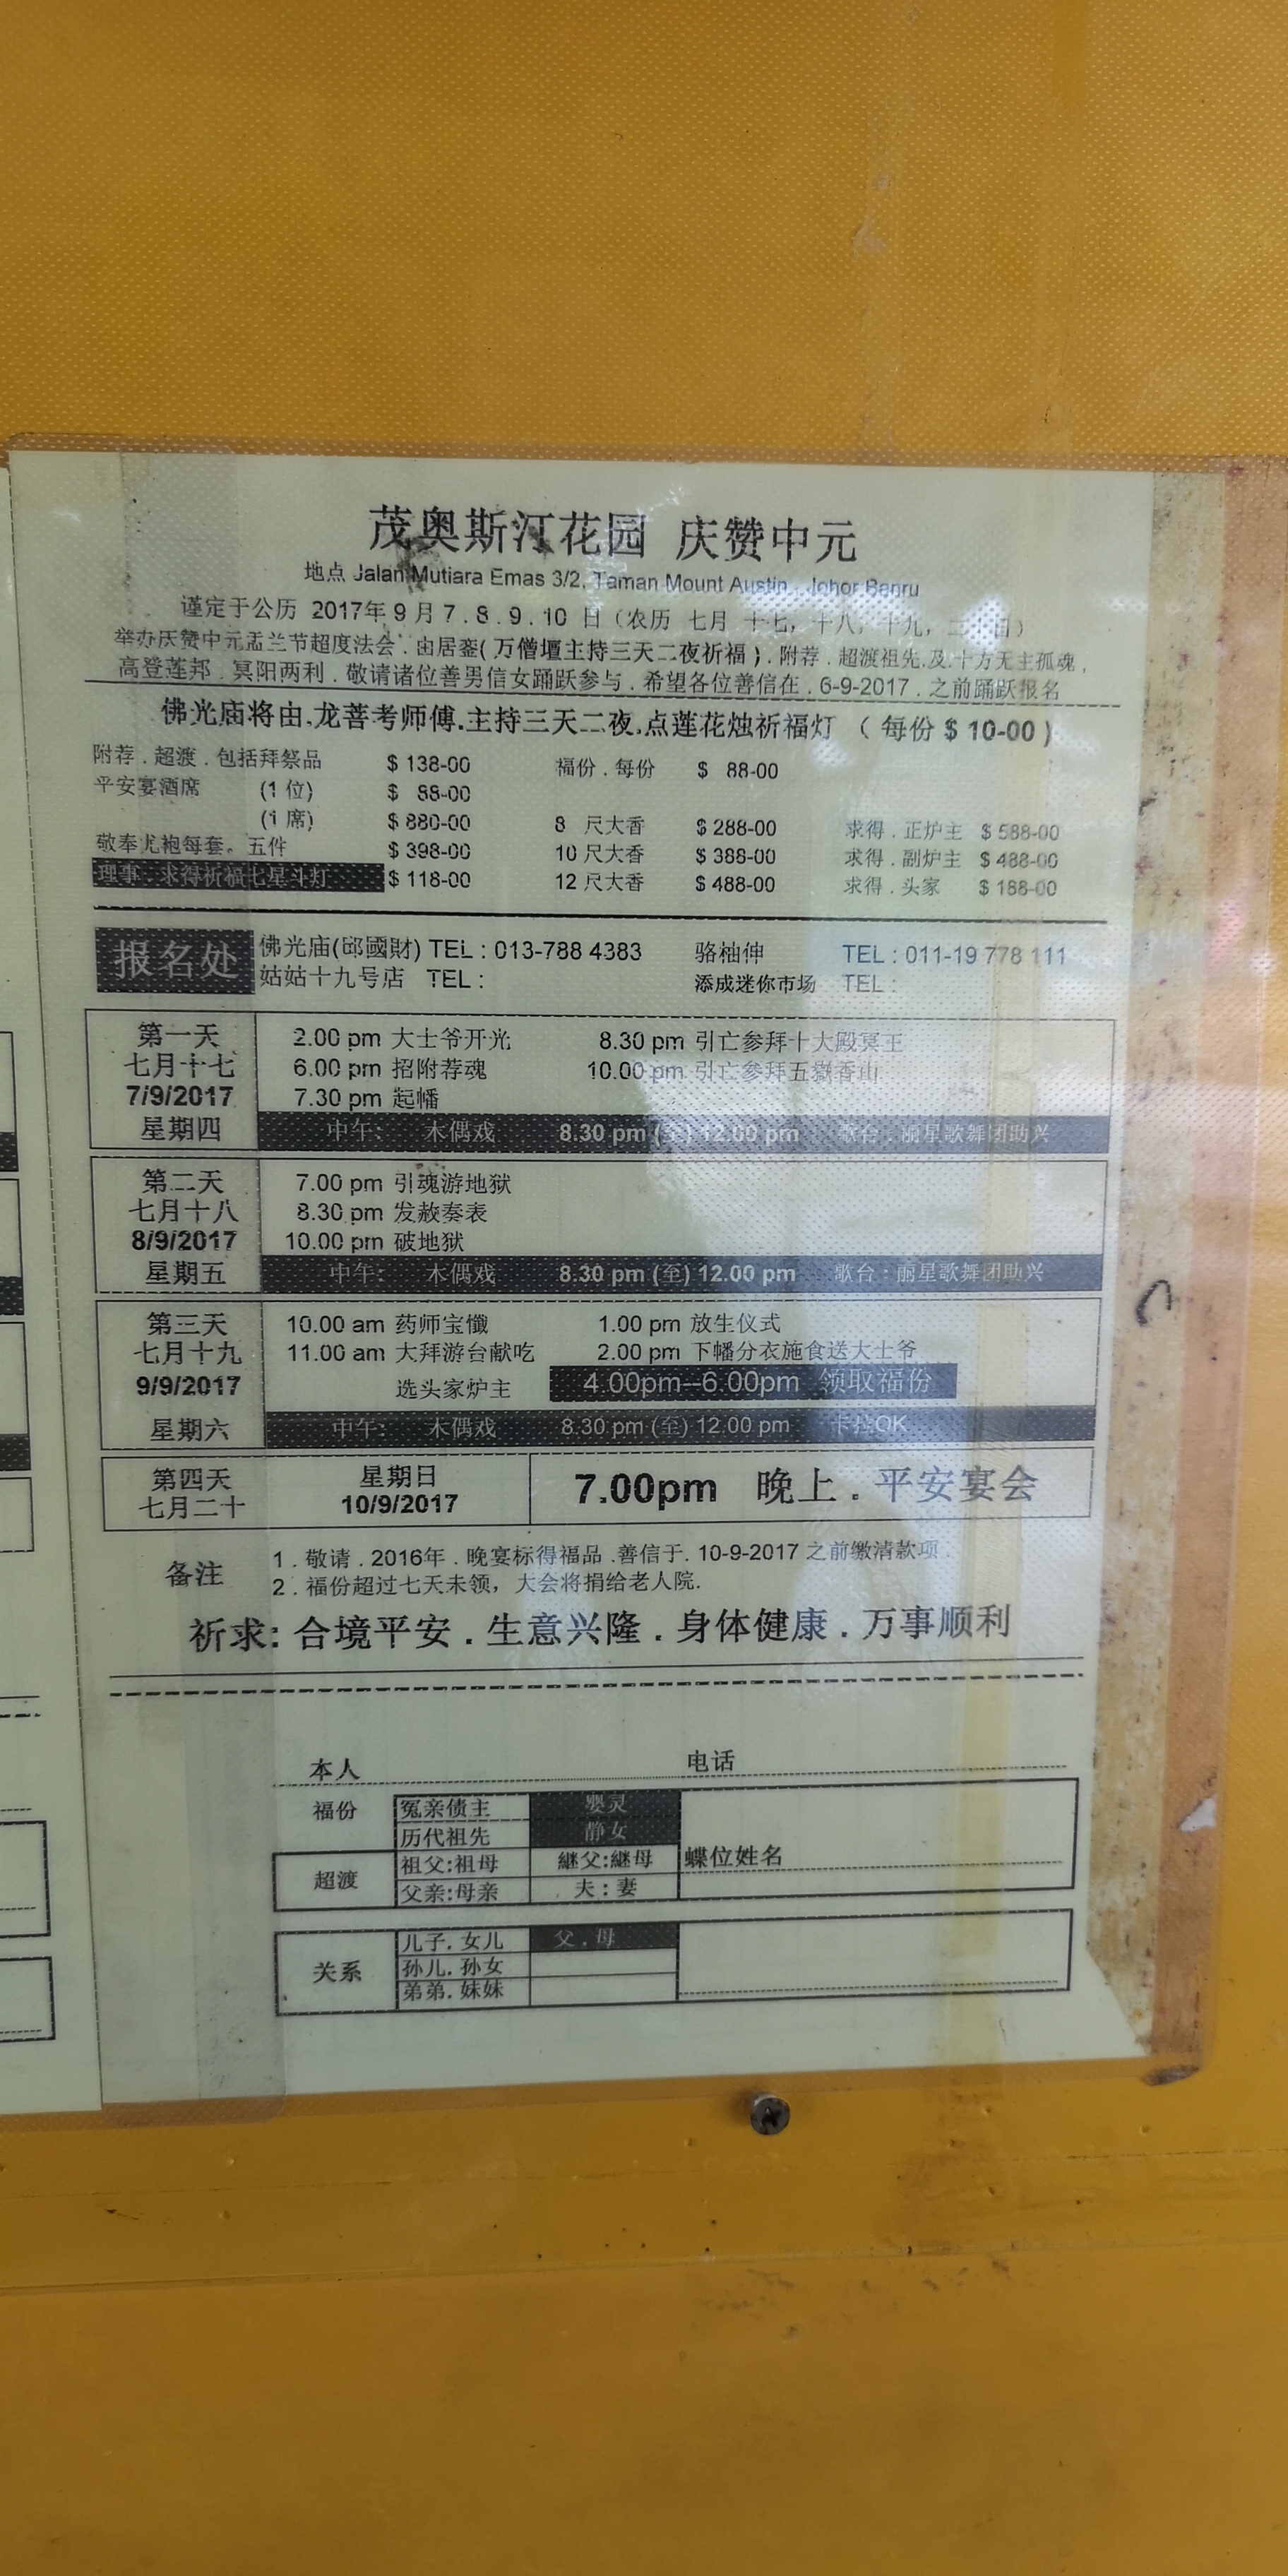 茂奥斯汀花园 庆赞中元
地点 Jalan Mutiara Emas 3/2, Taman Mount Austin, Johor Banru
谨定于公历 2017年 9 月 7 . 8 . 9 . 10 日 (农历 七月 十七, 十八, 十九, 二 日)
举办庆赞中元盂兰节超度法会 . 由居銮( 万僧壇主持三天二夜祈福 ) . 附荐 . 超渡祖先.及.十方无主孤魂 ,
高登莲邦 . 冥阳两利 . 敬请诸位善男信女踊跃参与 . 希望各位善信在 . 6-9-2017 . 之前踊跃报名
佛光庙将由.龙菩考师傅.主持三天二夜.点莲花烛祈福灯 ( 每份 $ 10-00 )
附荐 . 超渡 . 包括拜祭品 $ 138-00 福份 . 每份 $ 88-00
平安宴酒席 (1 位) $ 88-00
(1 席) $ 880-00 8 尺大香 $ 288-00 求得 . 正炉主 $ 588-00
敬奉尤袍每套。五件 $ 398-00 10 尺大香 $ 388-00 求得 . 副炉主 $ 488-00
理事 . 求得祈福七星斗灯 $ 118-00 12 尺大香 $ 488-00 求得 . 头家 $ 188-00
报名处 佛光庙(邱國財) TEL : 013-788 4383 骆柚伸 TEL : 011-19 778 111
姑姑十九号店 TEL : 添成迷你市场 TEL :
第一天 2.00 pm 大士爷开光 8.30 pm 引亡参拜十大殿冥王
七月十七 6.00 pm 招附荐魂 10.00 pm 引亡参拜五嶽香山
7/9/2017 7.30 pm 起幡
星期四 中午: 木偶戏 8.30 pm (至) 12.00 pm 歌台 : 丽星歌舞团助兴
第二天 7.00 pm 引魂游地狱
七月十八 8.30 pm 发赦奏表
8/9/2017 10.00 pm 破地狱
星期五 中午: 木偶戏 8.30 pm (至) 12.00 pm 歌台 : 丽星歌舞团助兴
第三天 10.00 am 药师宝懺 1.00 pm 放生仪式
七月十九 11.00 am 大拜游台献吃 2.00 pm 下幡分衣施食送大士爷
9/9/2017 选头家炉主 4.00pm--6.00pm 领取福份
星期六 中午: 木偶戏 8.30 pm (至) 12.00 pm 卡拉OK
第四天 星期日 7.00pm 晚上 . 平安宴会
七月二十 10/9/2017
备注 1 . 敬请 . 2016年 . 晚宴标得福品 .善信于. 10-9-2017 之前缴清款项 .
2 . 福份超过七天未领, 大会将捐给老人院.
祈求: 合境平安 . 生意兴隆 . 身体健康 . 万事顺利
本人 电话
福份 冤亲债主 婴灵
历代祖先 静女
超渡 祖父:祖母 継父:継母 蝶位姓名
父亲:母亲 夫 : 妻
关系 儿子. 女儿 父 . 母
孙儿. 孙女
弟弟. 妹妹